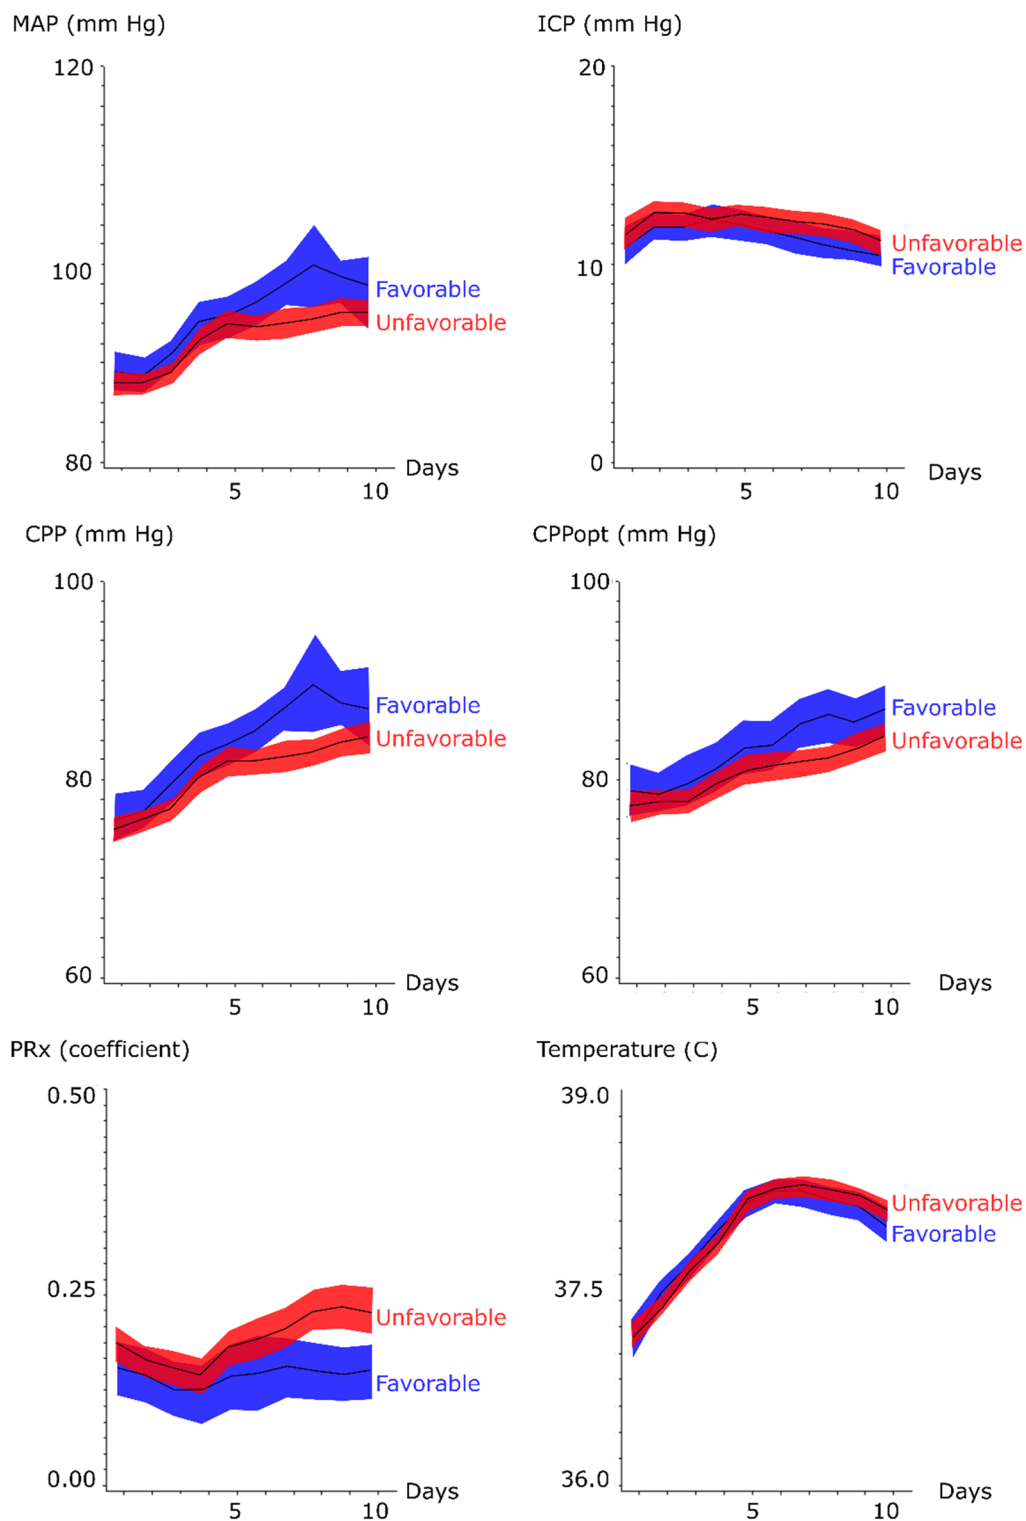 MAP (mm Hg)
120
100
80
Favorable
Unfavorable
Days
5 10
ICP (mm Hg)
20
10
0
Unfavorable
Favorable
Days
5 10
CPP (mm Hg)
100
80
60
Favorable
Unfavorable
Days
5 10
CPPopt (mm Hg)
100
80
60
Favorable
Unfavorable
Days
5 10
PRx (coefficient)
0.50
0.25
0.00
Unfavorable
Favorable
Days
5 10
Temperature (C)
39.0
37.5
36.0
Unfavorable
Favorable
Days
5 10